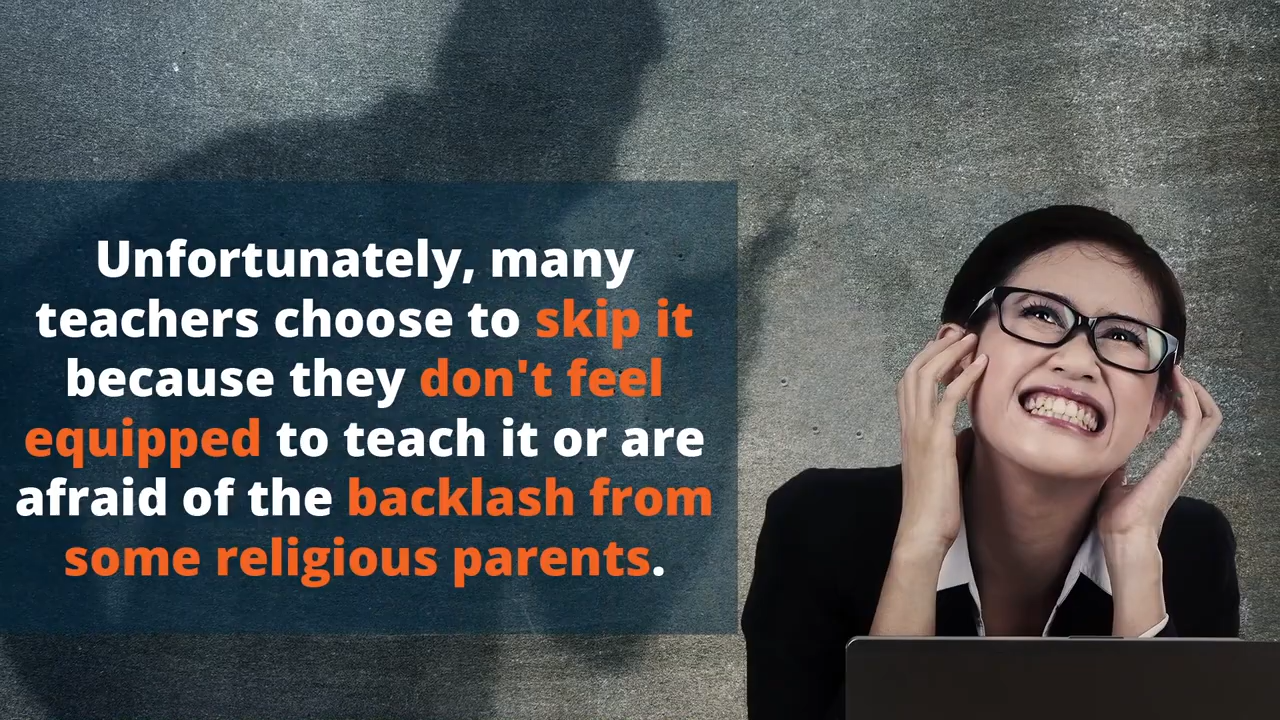 Unfortunately, many
teachers choose to skip it
because they don't feel
equipped to teach it or are
afraid of the backlash from
some religious parents.